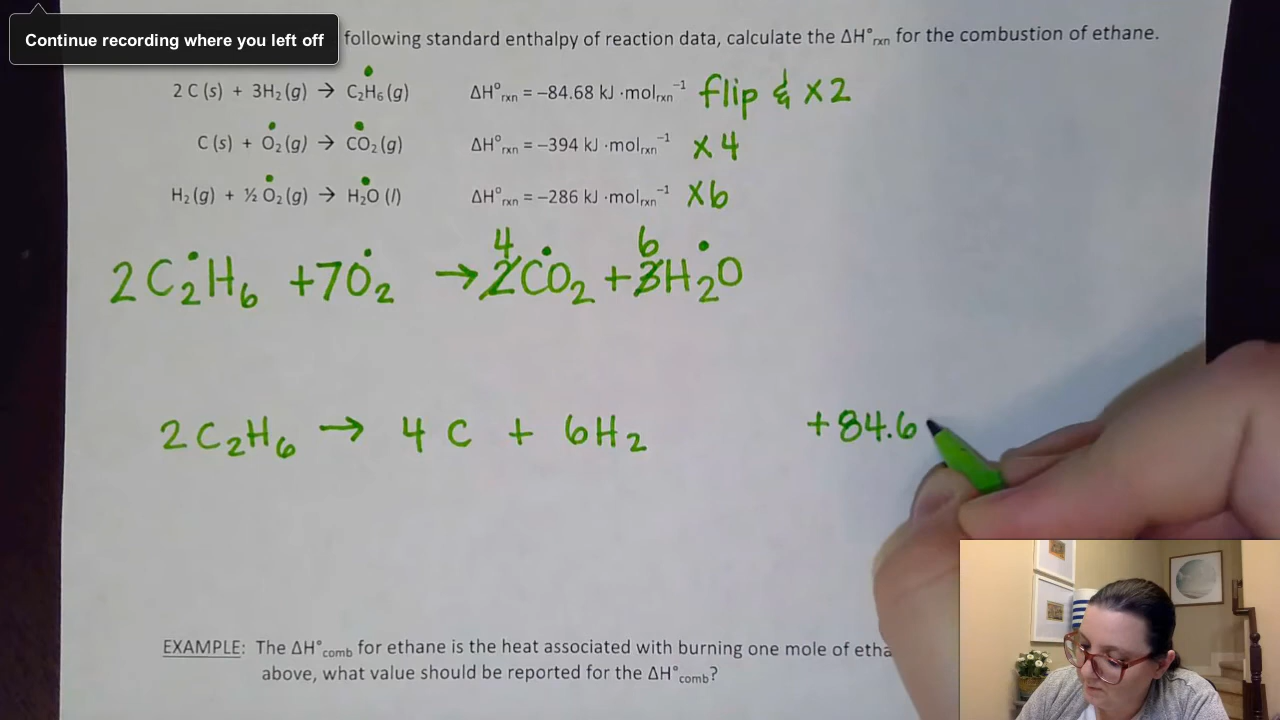 Continue recording where you left off
following standard enthalpy of reaction data, calculate the ΔH°rxn for the combustion of ethane.
2 C (s) + 3H₂ (g) → C₂H₆ (g) ΔH°rxn = −84.68 kJ ·molrxn⁻¹ flip & x2
C (s) + O₂ (g) → CO₂ (g) ΔH°rxn = −394 kJ ·molrxn⁻¹ x4
H₂ (g) + ½ O₂ (g) → H₂O (l) ΔH°rxn = −286 kJ ·molrxn⁻¹ x6
4 6
2C₂H₆ + 7O₂ → 2CO₂ + 3H₂O
2C₂H₆ → 4C + 6H₂ +84.6
EXAMPLE: The ΔH°comb for ethane is the heat associated with burning one mole of etha
above, what value should be reported for the ΔH°comb?